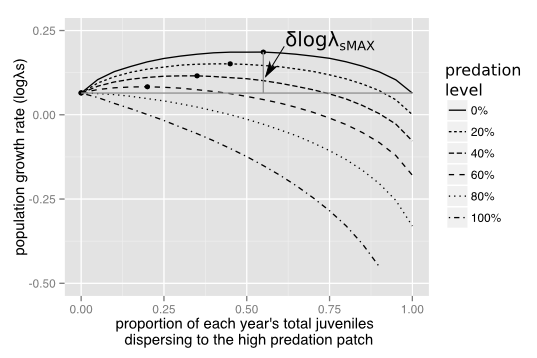 δlogλsMAX
population growth rate (logλs)
0.25
0.00
-0.25
-0.50
0.00 0.25 0.50 0.75 1.00
proportion of each year's total juveniles
dispersing to the high predation patch
predation
level
0%
20%
40%
60%
80%
100%